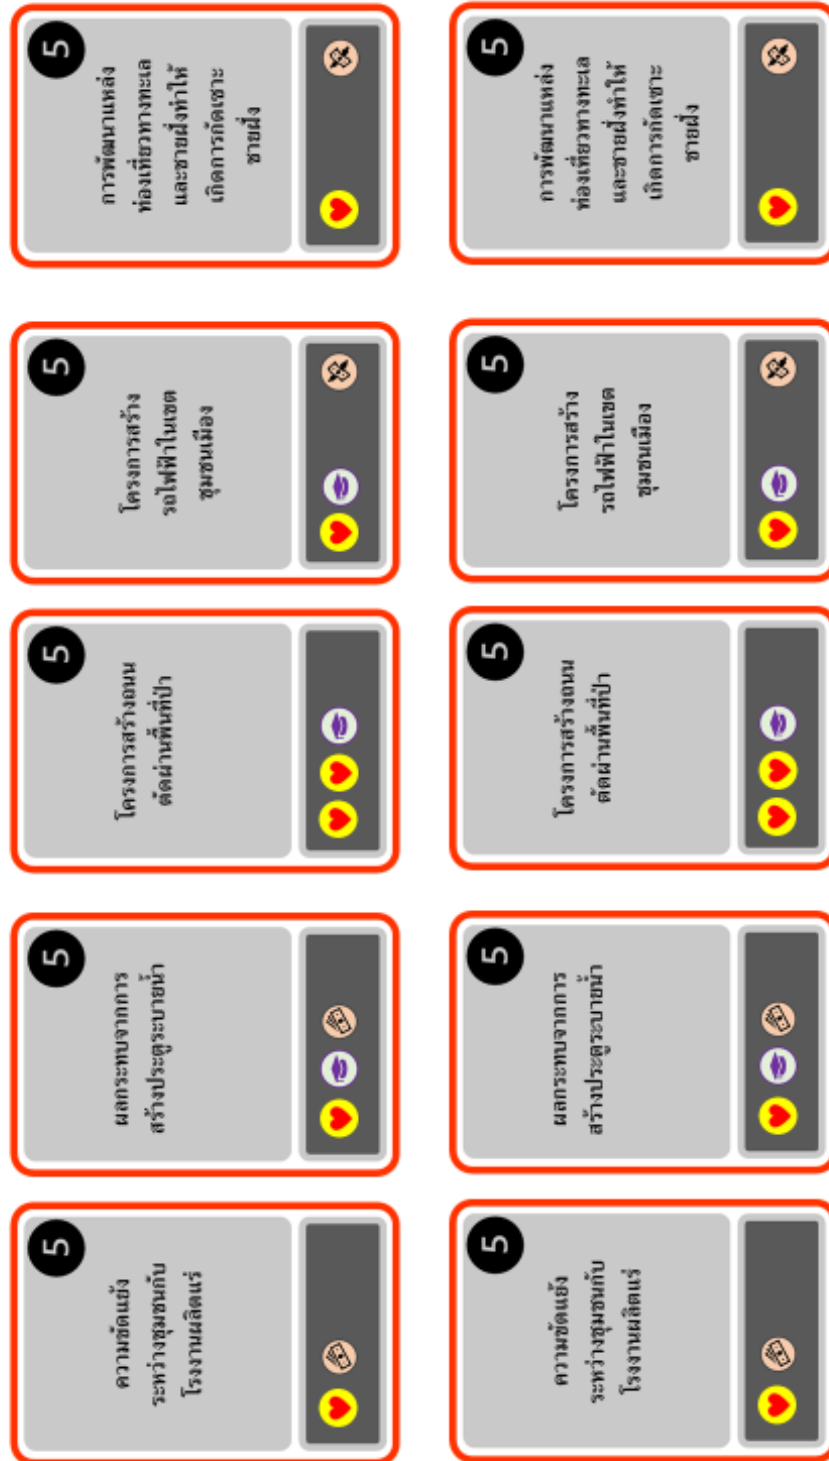 5
ความขัดแย้ง
ระหว่างชุมชนกับ
โรงงานผลิตแร่
5
ผลกระทบจากการ
สร้างประตูระบายน้ำ
5
โครงการสร้างถนน
ตัดผ่านพื้นที่ป่า
5
โครงการสร้าง
รถไฟฟ้าในเขต
ชุมชนเมือง
5
การพัฒนาแหล่ง
ท่องเที่ยวทางทะเล
และชายฝั่งทำให้
เกิดการกัดเซาะ
ชายฝั่ง
5
ความขัดแย้ง
ระหว่างชุมชนกับ
โรงงานผลิตแร่
5
ผลกระทบจากการ
สร้างประตูระบายน้ำ
5
โครงการสร้างถนน
ตัดผ่านพื้นที่ป่า
5
โครงการสร้าง
รถไฟฟ้าในเขต
ชุมชนเมือง
5
การพัฒนาแหล่ง
ท่องเที่ยวทางทะเล
และชายฝั่งทำให้
เกิดการกัดเซาะ
ชายฝั่ง